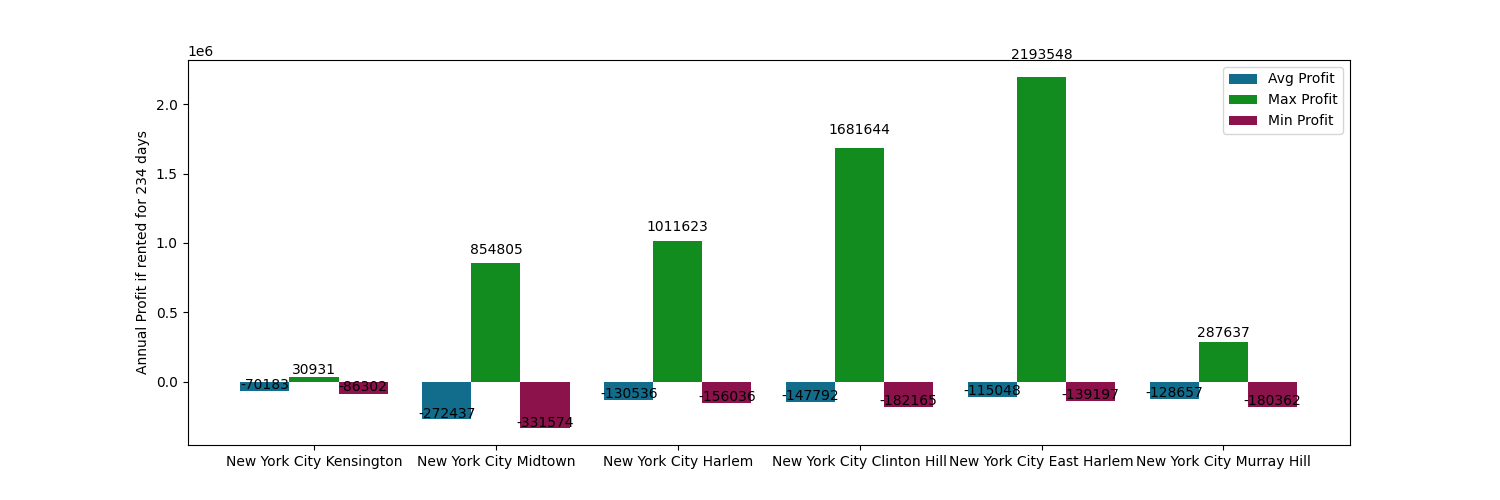 1e6
Annual Profit if rented for 234 days
2.0
1.5
1.0
0.5
0.0
-70183
30931
-86302
-272437
854805
-331574
-130536
1011623
-156036
-147792
1681644
-182165
-115048
2193548
-139197
-128657
287637
-180362
New York City Kensington
New York City Midtown
New York City Harlem
New York City Clinton Hill
New York City East Harlem
New York City Murray Hill
Avg Profit
Max Profit
Min Profit